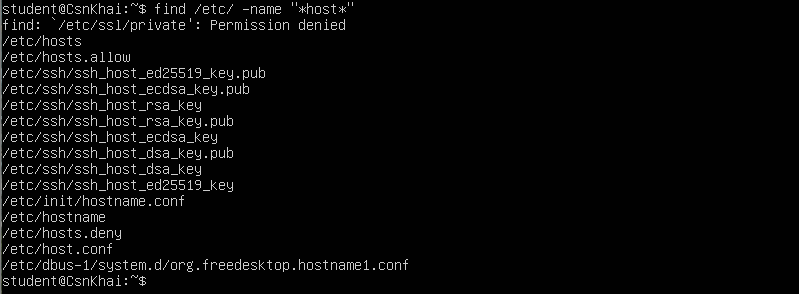 student@CsnKhai:~$ find /etc/ -name "*host*"
find: `/etc/ssl/private': Permission denied
/etc/hosts
/etc/hosts.allow
/etc/ssh/ssh_host_ed25519_key.pub
/etc/ssh/ssh_host_ecdsa_key.pub
/etc/ssh/ssh_host_rsa_key
/etc/ssh/ssh_host_rsa_key.pub
/etc/ssh/ssh_host_ecdsa_key
/etc/ssh/ssh_host_dsa_key.pub
/etc/ssh/ssh_host_dsa_key
/etc/ssh/ssh_host_ed25519_key
/etc/init/hostname.conf
/etc/hostname
/etc/hosts.deny
/etc/host.conf
/etc/dbus-1/system.d/org.freedesktop.hostname1.conf
student@CsnKhai:~$